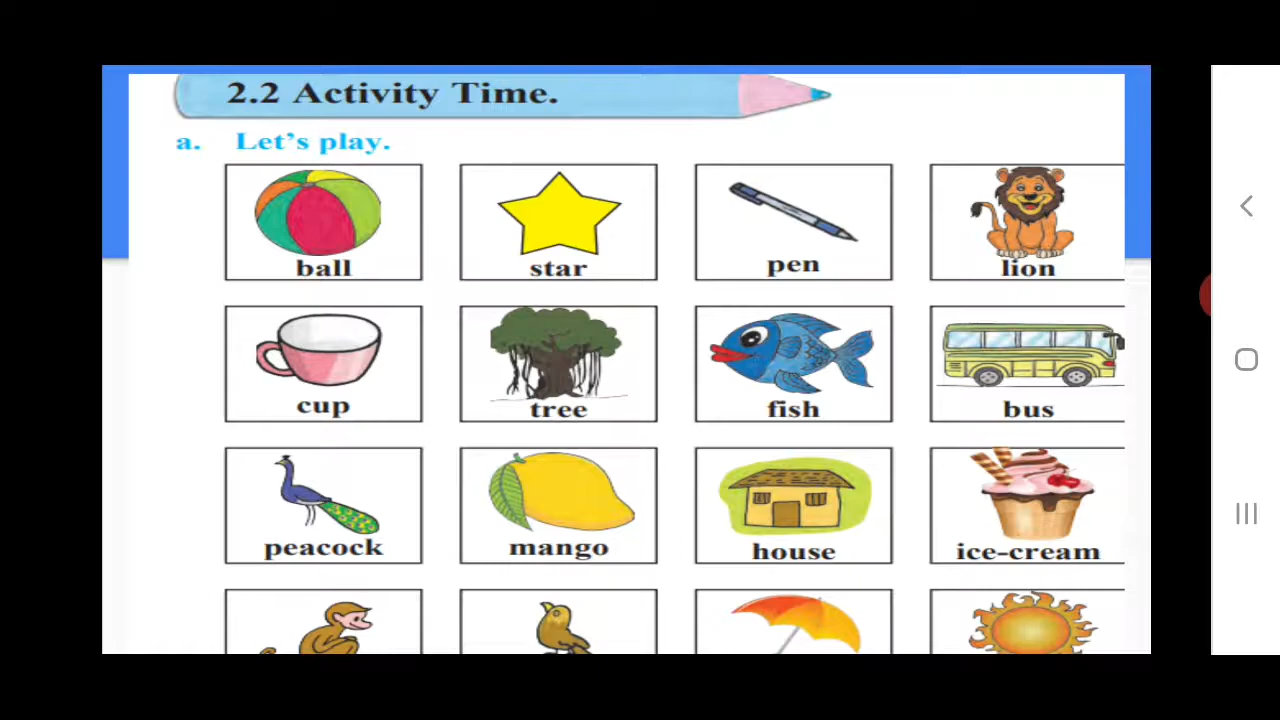 2.2 Activity Time.
a. Let's play.
ball star pen lion
cup tree fish bus
peacock mango house ice-cream